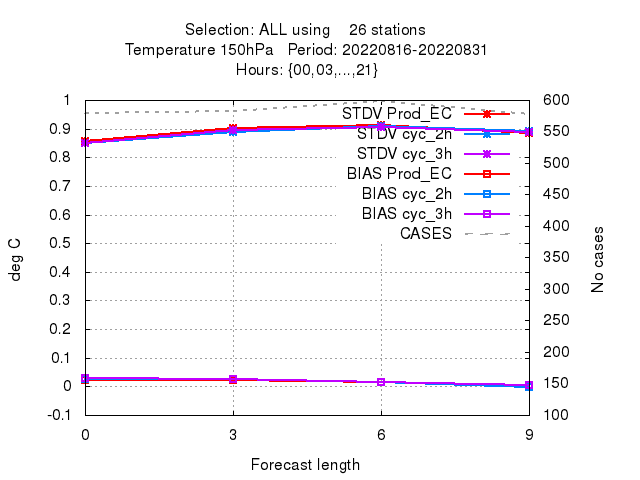 Selection: ALL using 26 stations
Temperature 150hPa Period: 20220816-20220831
Hours: {00,03,...,21}
1
0.9
0.8
0.7
0.6
0.5
0.4
0.3
0.2
0.1
0
-0.1
deg C
STDV Prod_EC
STDV cyc_2h
STDV cyc_3h
BIAS Prod_EC
BIAS cyc_2h
BIAS cyc_3h
CASES
600
550
500
450
400
350
300
250
200
150
100
No cases
0 3 6 9
Forecast length